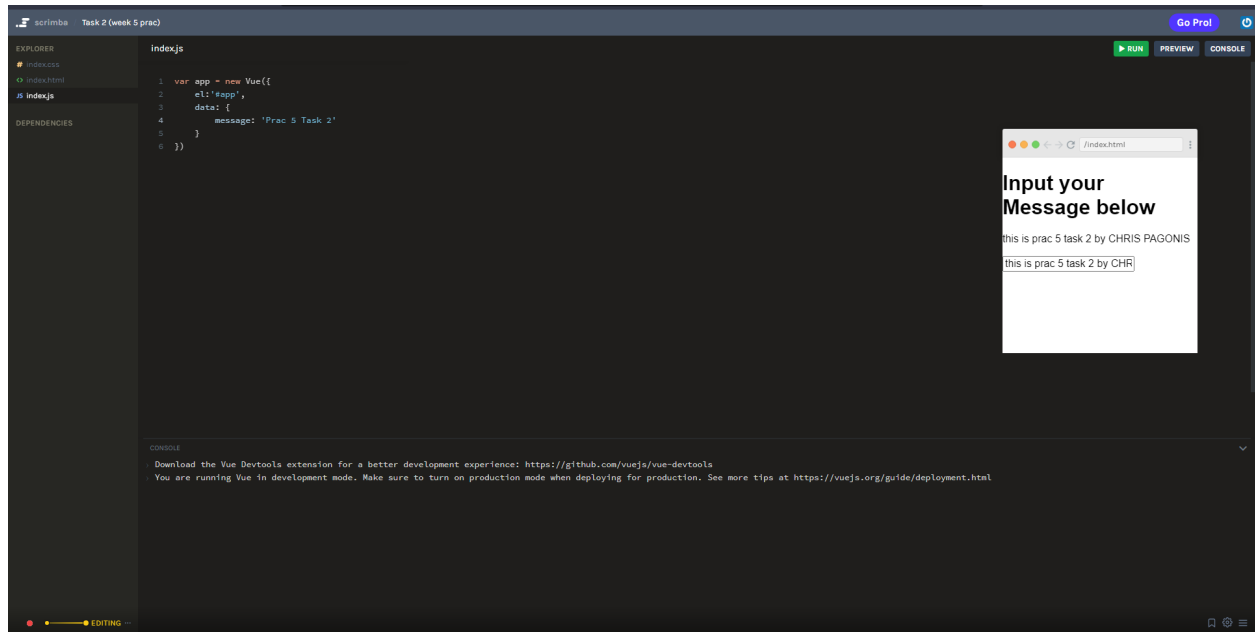 scrimba Task 2 (week 5 prac) Go Pro!
EXPLORER
# index.css
<> index.html
JS index.js
DEPENDENCIES
index.js
RUN PREVIEW CONSOLE
1 var app = new Vue({
2 el:'#app',
3 data: {
4 message: 'Prac 5 Task 2'
5 }
6 })
/index.html
Input your
Message below
this is prac 5 task 2 by CHRIS PAGONIS
this is prac 5 task 2 by CHR
CONSOLE
Download the Vue Devtools extension for a better development experience: https://github.com/vuejs/vue-devtools
You are running Vue in development mode. Make sure to turn on production mode when deploying for production. See more tips at https://vuejs.org/guide/deployment.html
EDITING ...